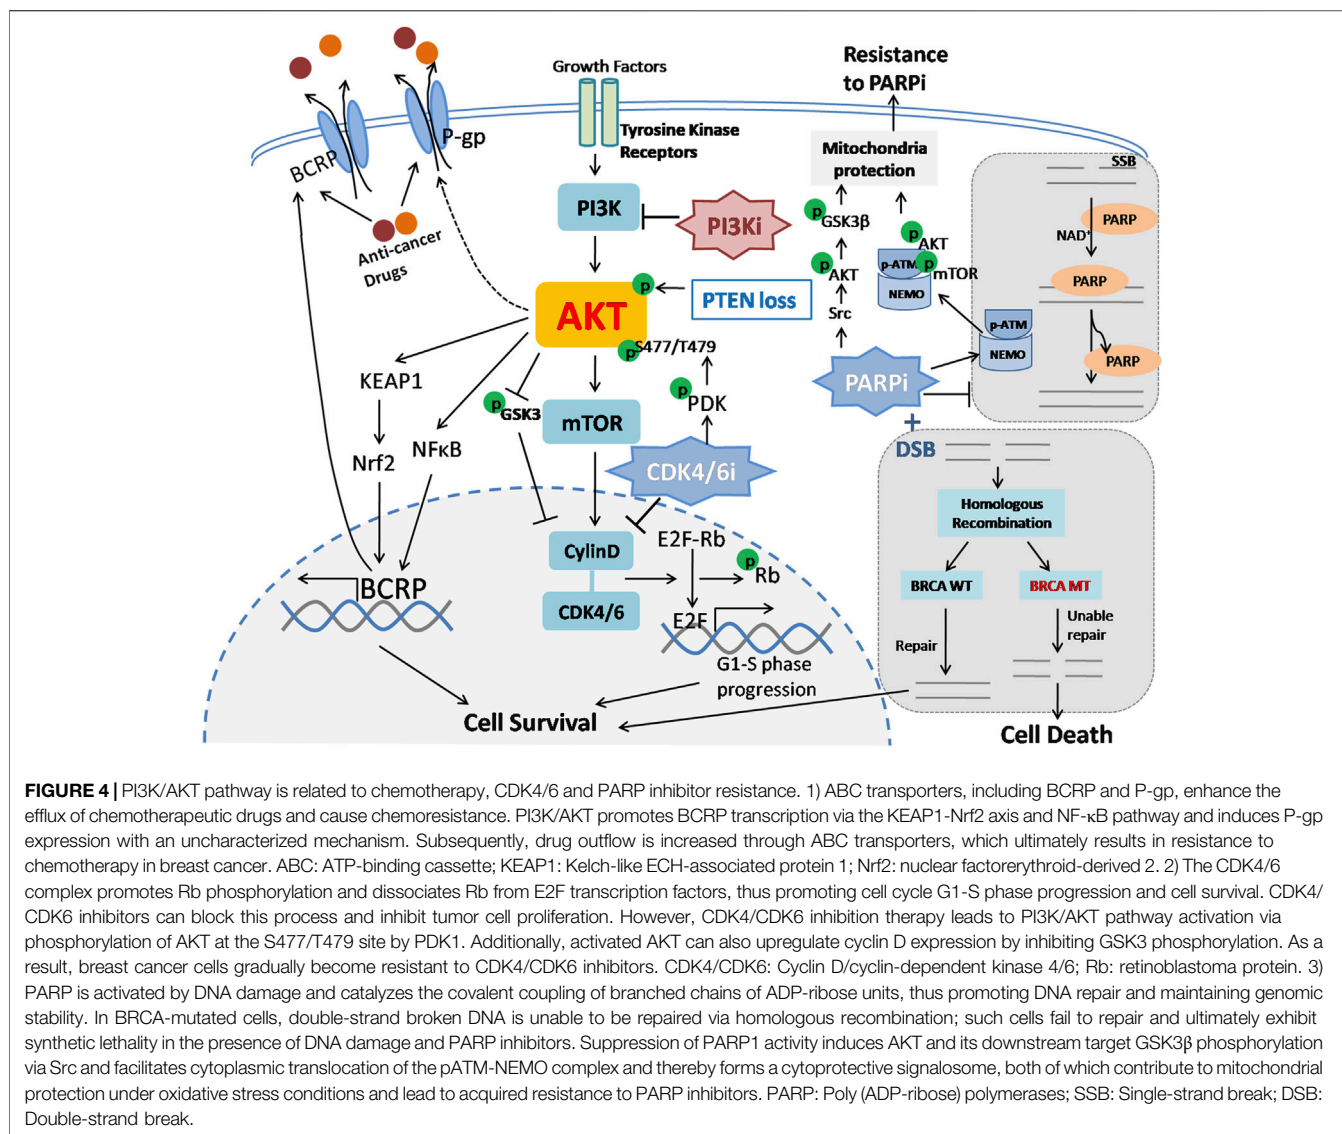 Resistance
to PARPi
Growth Factors
Tyrosine Kinase
Receptors
P-gp
BCRP
Anti-cancer
Drugs
PI3K
PI3Ki
AKT
p
PTEN loss
p
S477/T479
KEAP1
Nrf2
NFκB
p
GSK3
mTOR
p
PDK
CDK4/6i
CylinD
CDK4/6
E2F-Rb
p
Rb
E2F
BCRP
G1-S phase
progression
Cell Survival
Mitochondria
protection
p
GSK3β
p
AKT
Src
PARPi
p
AKT
p-ATM
p
mTOR
NEMO
p-ATM
NEMO
SSB
PARP
NAD+
PARP
PARP
+
DSB
Homologous
Recombination
BRCA WT
BRCA MT
Repair
Unable
repair
Cell Death
FIGURE 4 | PI3K/AKT pathway is related to chemotherapy, CDK4/6 and PARP inhibitor resistance. 1) ABC transporters, including BCRP and P-gp, enhance the
efflux of chemotherapeutic drugs and cause chemoresistance. PI3K/AKT promotes BCRP transcription via the KEAP1-Nrf2 axis and NF-κB pathway and induces P-gp
expression with an uncharacterized mechanism. Subsequently, drug outflow is increased through ABC transporters, which ultimately results in resistance to
chemotherapy in breast cancer. ABC: ATP-binding cassette; KEAP1: Kelch-like ECH-associated protein 1; Nrf2: nuclear factorerythroid-derived 2. 2) The CDK4/6
complex promotes Rb phosphorylation and dissociates Rb from E2F transcription factors, thus promoting cell cycle G1-S phase progression and cell survival. CDK4/
CDK6 inhibitors can block this process and inhibit tumor cell proliferation. However, CDK4/CDK6 inhibition therapy leads to PI3K/AKT pathway activation via
phosphorylation of AKT at the S477/T479 site by PDK1. Additionally, activated AKT can also upregulate cyclin D expression by inhibiting GSK3 phosphorylation. As a
result, breast cancer cells gradually become resistant to CDK4/CDK6 inhibitors. CDK4/CDK6: Cyclin D/cyclin-dependent kinase 4/6; Rb: retinoblastoma protein. 3)
PARP is activated by DNA damage and catalyzes the covalent coupling of branched chains of ADP-ribose units, thus promoting DNA repair and maintaining genomic
stability. In BRCA-mutated cells, double-strand broken DNA is unable to be repaired via homologous recombination; such cells fail to repair and ultimately exhibit
synthetic lethality in the presence of DNA damage and PARP inhibitors. Suppression of PARP1 activity induces AKT and its downstream target GSK3β phosphorylation
via Src and facilitates cytoplasmic translocation of the pATM-NEMO complex and thereby forms a cytoprotective signalosome, both of which contribute to mitochondrial
protection under oxidative stress conditions and lead to acquired resistance to PARP inhibitors. PARP: Poly (ADP-ribose) polymerases; SSB: Single-strand break; DSB:
Double-strand break.